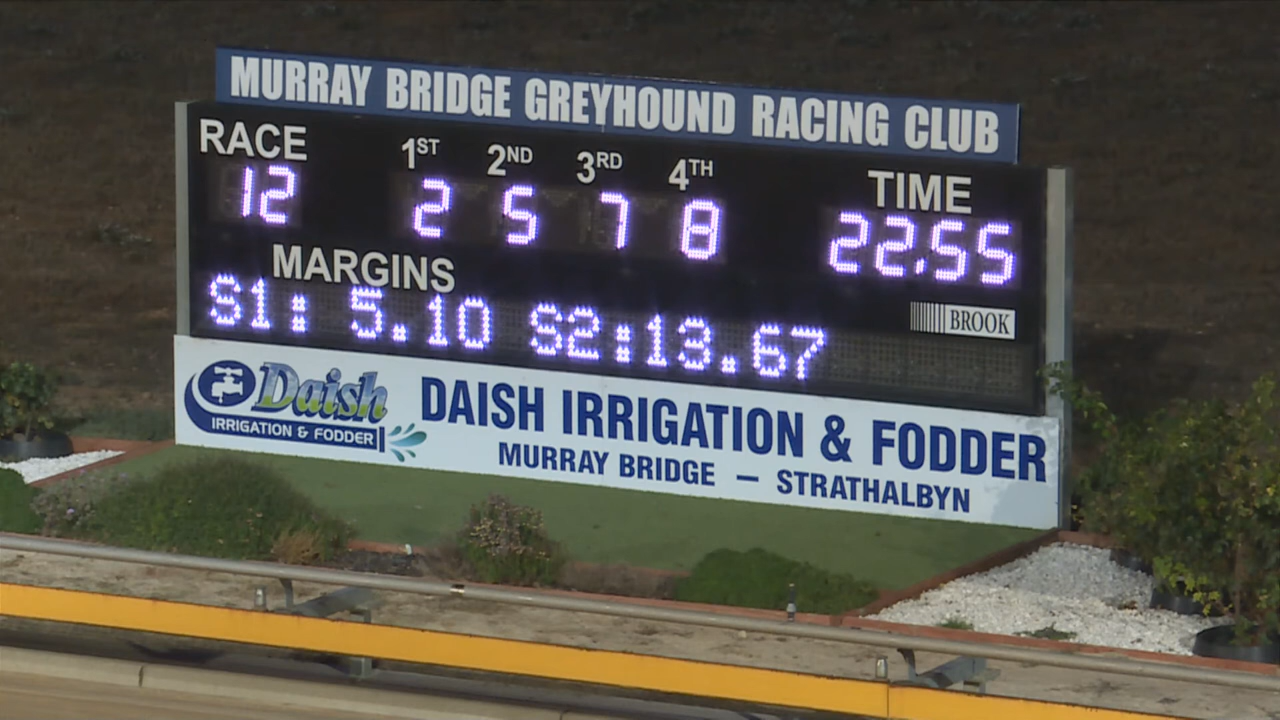 MURRAY BRIDGE GREYHOUND RACING CLUB
RACE 1ST 2ND 3RD 4TH TIME
12 2 5 7 8 22.55
MARGINS
S1: 5.10 S2:13.67
BROOK
Daish
IRRIGATION & FODDER
DAISH IRRIGATION & FODDER
MURRAY BRIDGE — STRATHALBYN